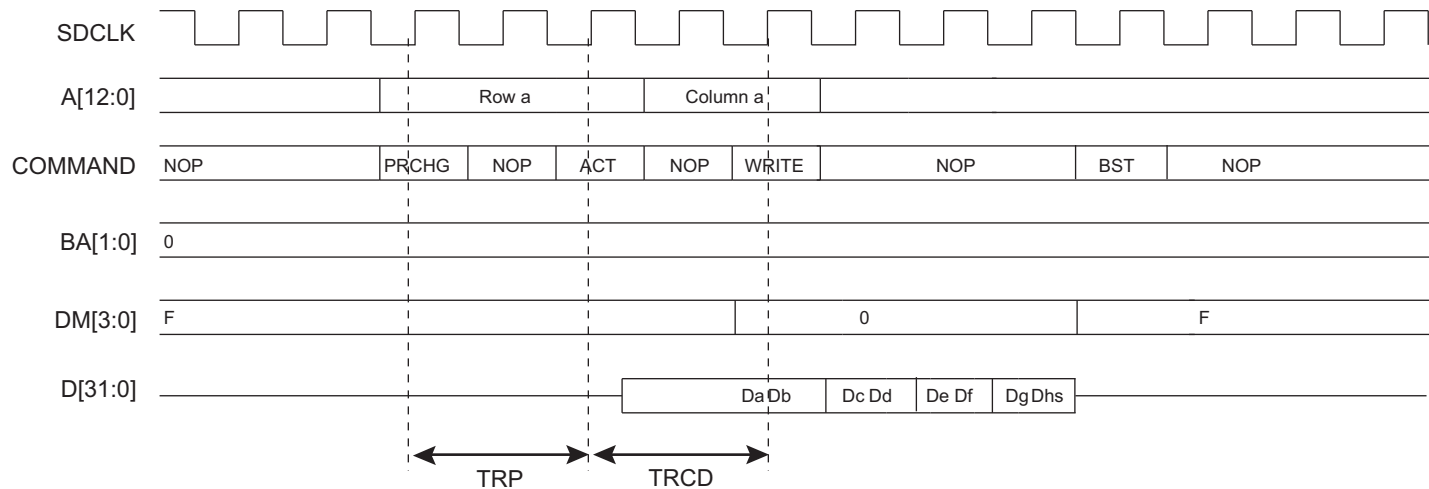 SDCLK
A[12:0] Row a Column a
COMMAND NOP PRCHG NOP ACT NOP WRITE NOP BST NOP
BA[1:0] 0
DM[3:0] F 0 F
D[31:0] Da Db Dc Dd De Df Dg Dhs
TRP TRCD